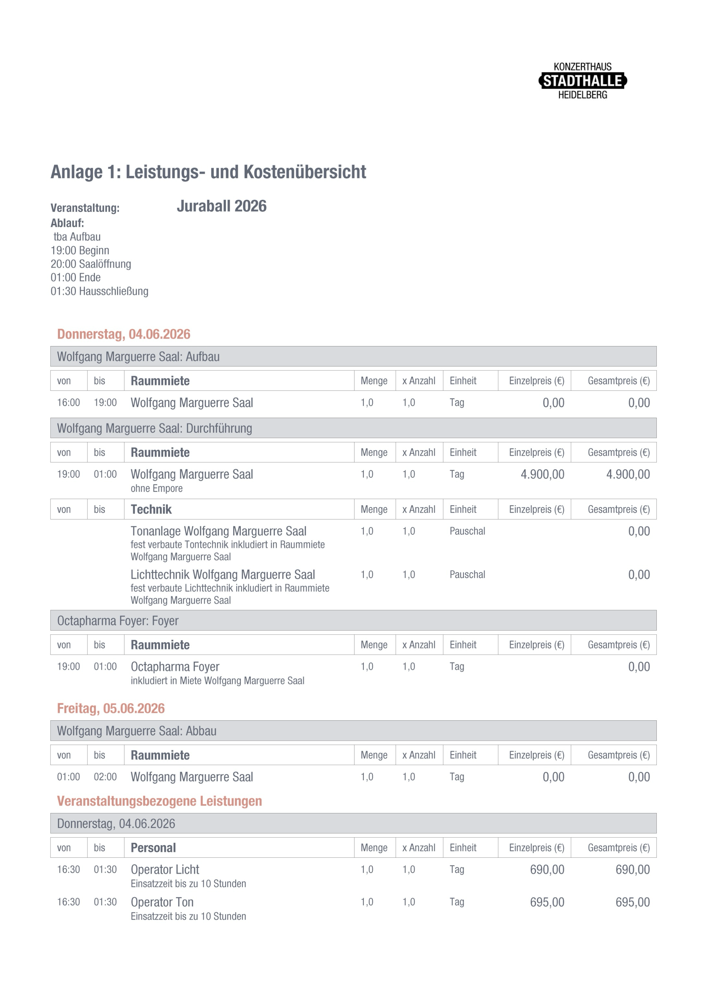 KONZERTHAUS
STADTHALLE
HEIDELBERG
Anlage 1: Leistungs- und Kostenübersicht
Veranstaltung: Juraball 2026
Ablauf:
tba Aufbau
19:00 Beginn
20:00 Saalöffnung
01:00 Ende
01:30 Hausschließung
Donnerstag, 04.06.2026
Wolfgang Marguerre Saal: Aufbau
von bis Raummiete Menge x Anzahl Einheit Einzelpreis (€) Gesamtpreis (€)
16:00 19:00 Wolfgang Marguerre Saal 1,0 1,0 Tag 0,00 0,00
Wolfgang Marguerre Saal: Durchführung
von bis Raummiete Menge x Anzahl Einheit Einzelpreis (€) Gesamtpreis (€)
19:00 01:00 Wolfgang Marguerre Saal 1,0 1,0 Tag 4.900,00 4.900,00
ohne Empore
von bis Technik Menge x Anzahl Einheit Einzelpreis (€) Gesamtpreis (€)
Tonanlage Wolfgang Marguerre Saal 1,0 1,0 Pauschal 0,00
fest verbaute Tontechnik inkludiert in Raummiete
Wolfgang Marguerre Saal
Lichttechnik Wolfgang Marguerre Saal 1,0 1,0 Pauschal 0,00
fest verbaute Lichttechnik inkludiert in Raummiete
Wolfgang Marguerre Saal
Octapharma Foyer: Foyer
von bis Raummiete Menge x Anzahl Einheit Einzelpreis (€) Gesamtpreis (€)
19:00 01:00 Octapharma Foyer 1,0 1,0 Tag 0,00
inkludiert in Miete Wolfgang Marguerre Saal
Freitag, 05.06.2026
Wolfgang Marguerre Saal: Abbau
von bis Raummiete Menge x Anzahl Einheit Einzelpreis (€) Gesamtpreis (€)
01:00 02:00 Wolfgang Marguerre Saal 1,0 1,0 Tag 0,00 0,00
Veranstaltungsbezogene Leistungen
Donnerstag, 04.06.2026
von bis Personal Menge x Anzahl Einheit Einzelpreis (€) Gesamtpreis (€)
16:30 01:30 Operator Licht 1,0 1,0 Tag 690,00 690,00
Einsatzzeit bis zu 10 Stunden
16:30 01:30 Operator Ton 1,0 1,0 Tag 695,00 695,00
Einsatzzeit bis zu 10 Stunden